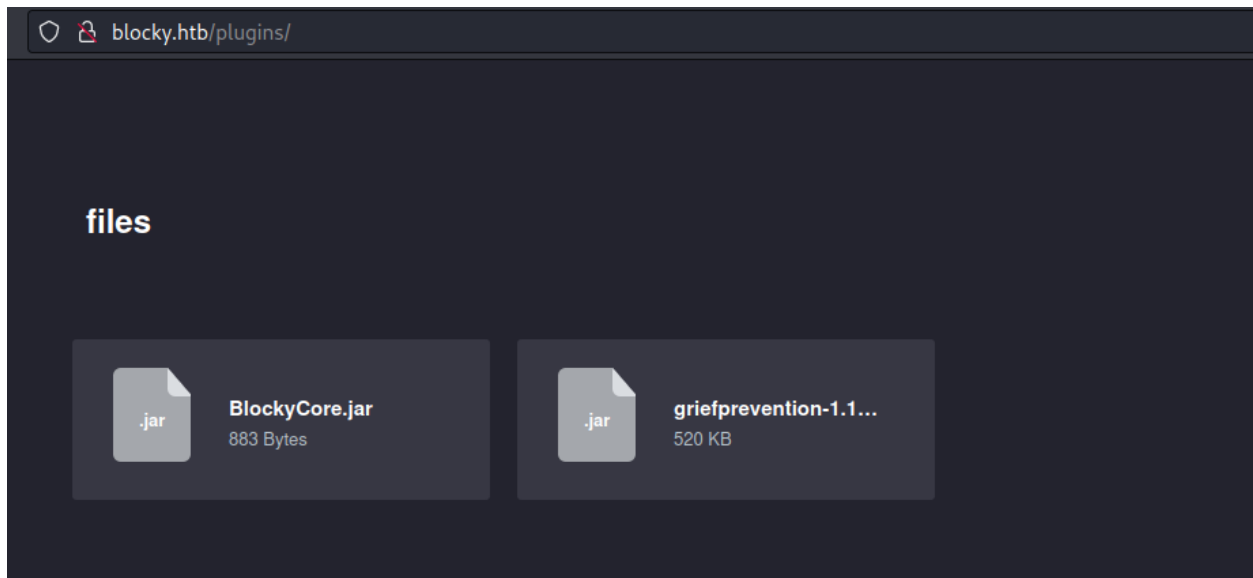 blocky.htb/plugins/
files
.jar
BlockyCore.jar
883 Bytes
.jar
griefprevention-1.1...
520 KB